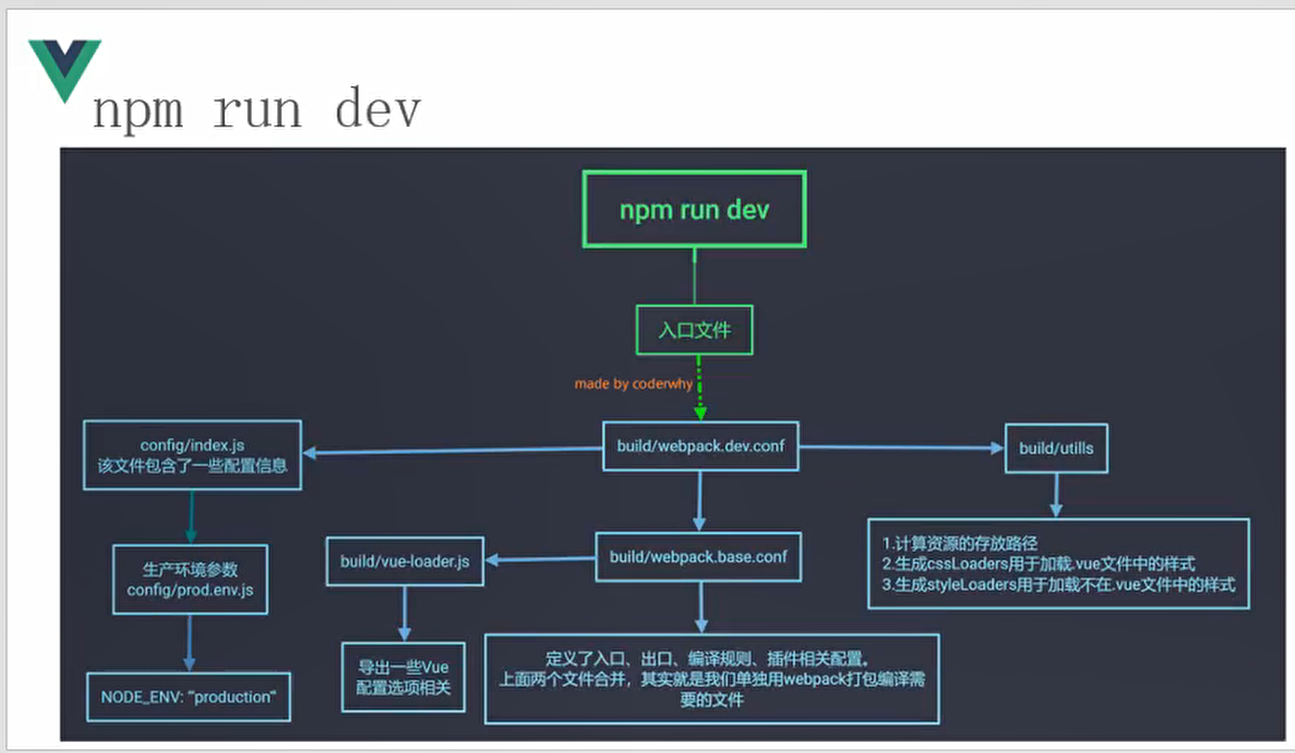 npm run dev
npm run dev
入口文件
made by coderwhy
config/index.js
该文件包含了一些配置信息
build/webpack.dev.conf
build/utills
生产环境参数
config/prod.env.js
build/vue-loader.js
build/webpack.base.conf
1.计算资源的存放路径
2.生成cssLoaders用于加载.vue文件中的样式
3.生成styleLoaders用于加载不在.vue文件中的样式
NODE_ENV: "production"
导出一些Vue
配置选项相关
定义了入口、出口、编译规则、插件相关配置。
上面两个文件合并，其实就是我们单独用webpack打包编译需
要的文件